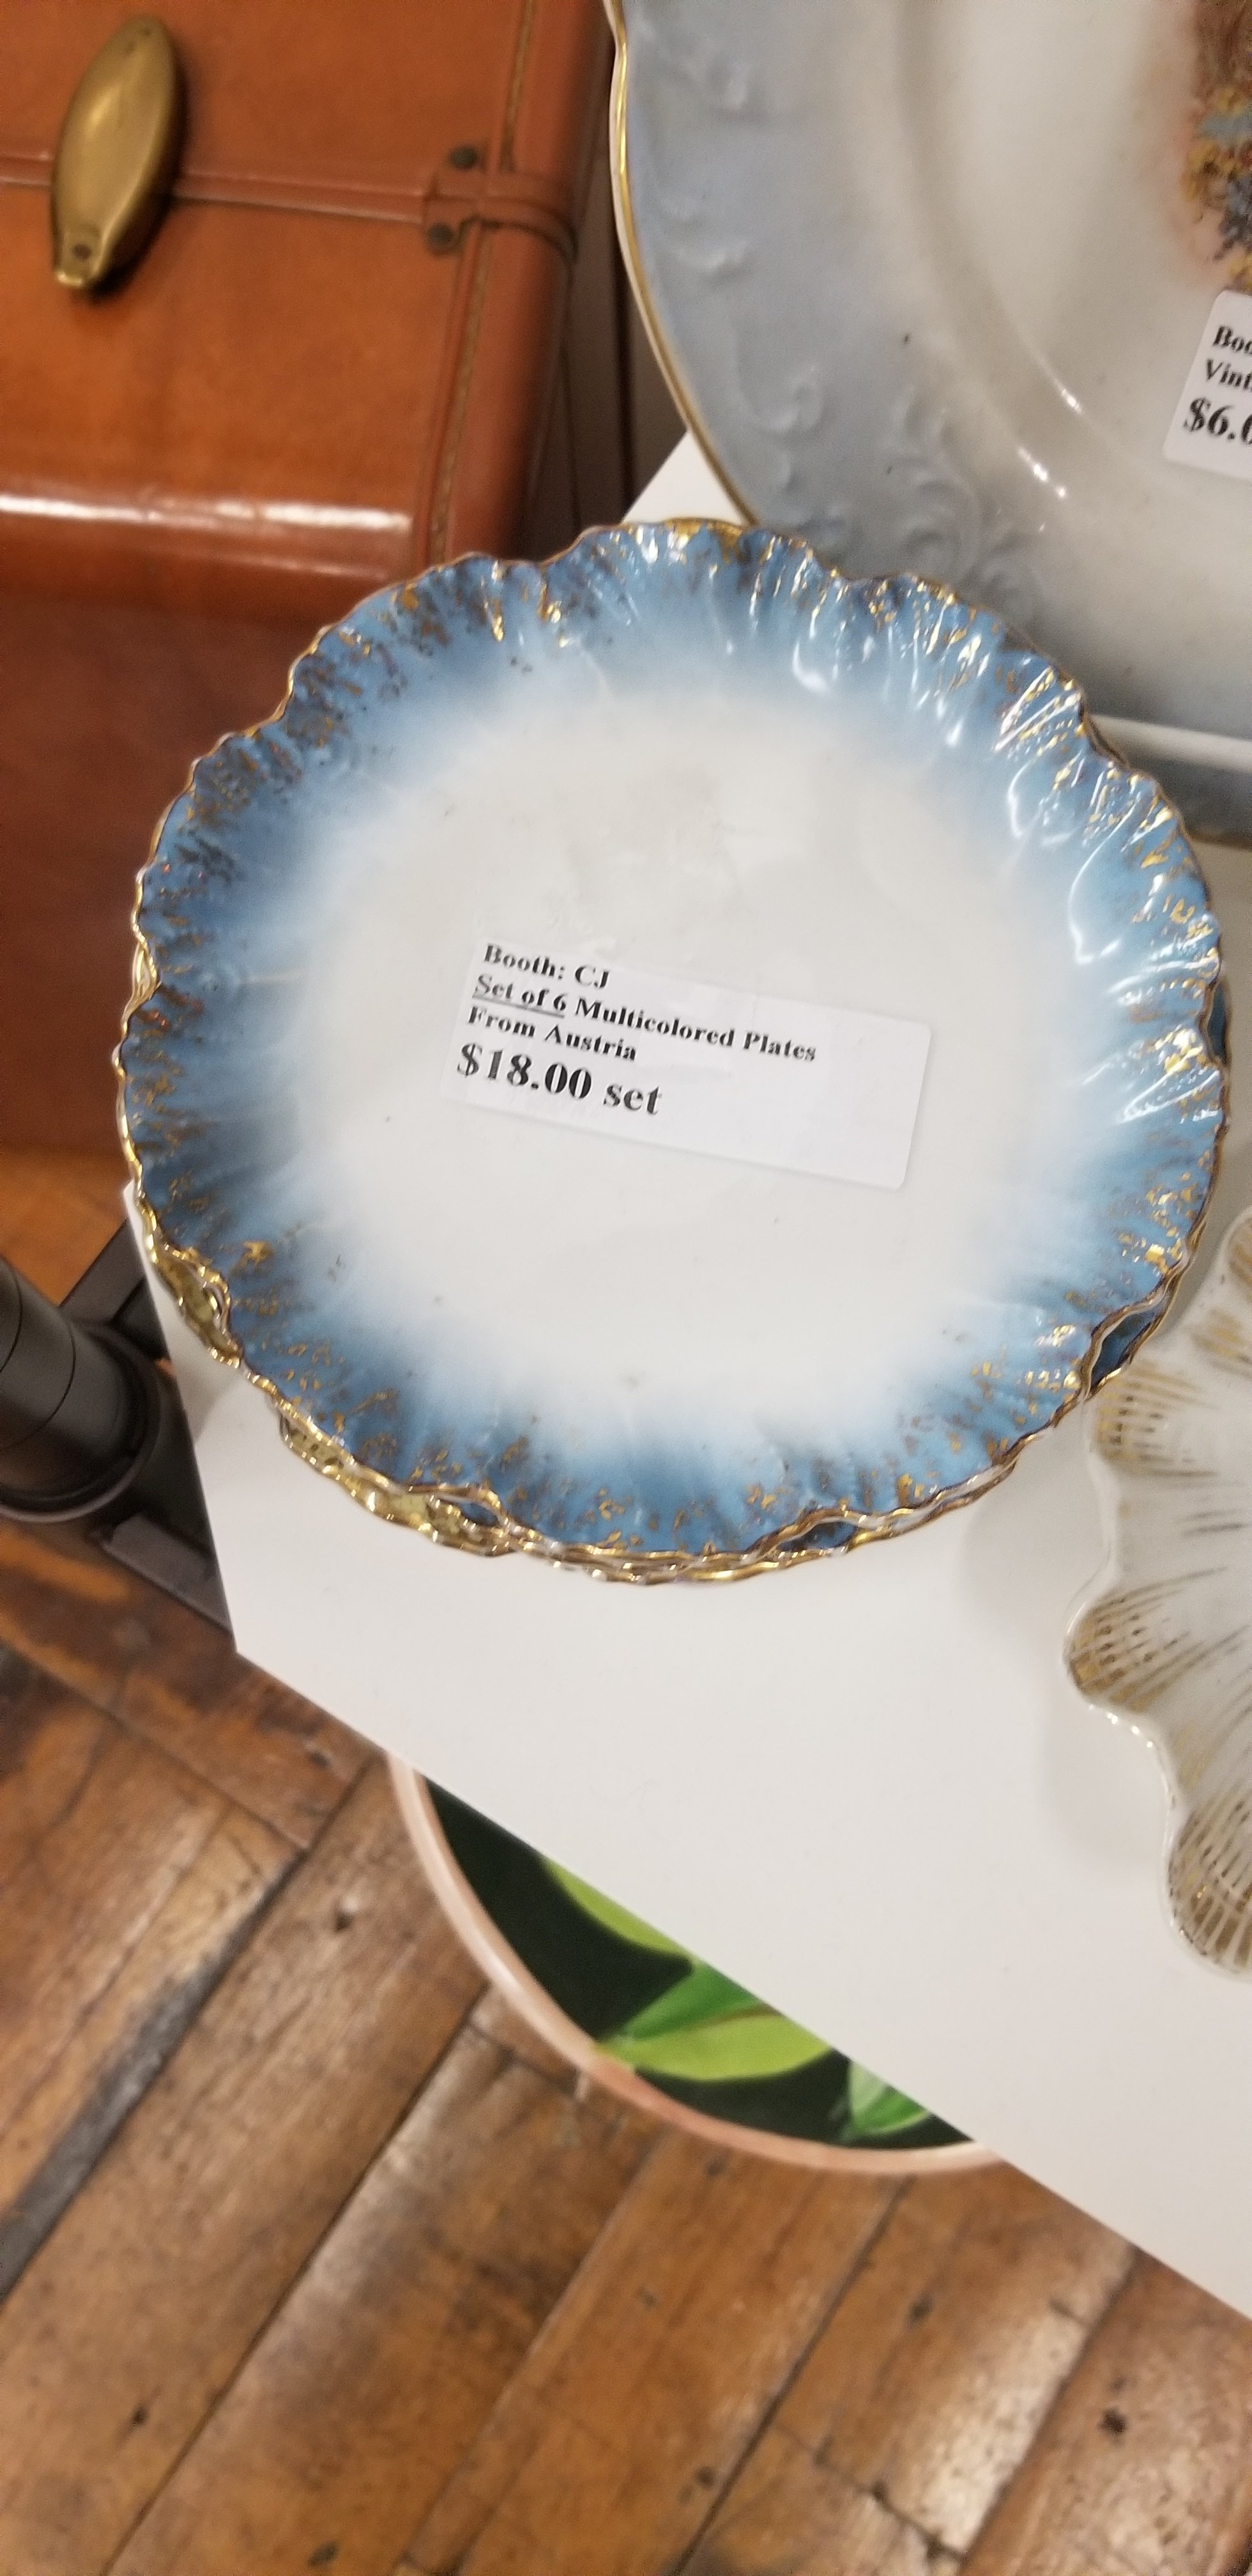 Booth: CJ
Set of 6 Multicolored Plates
From Austria
$18.00 set